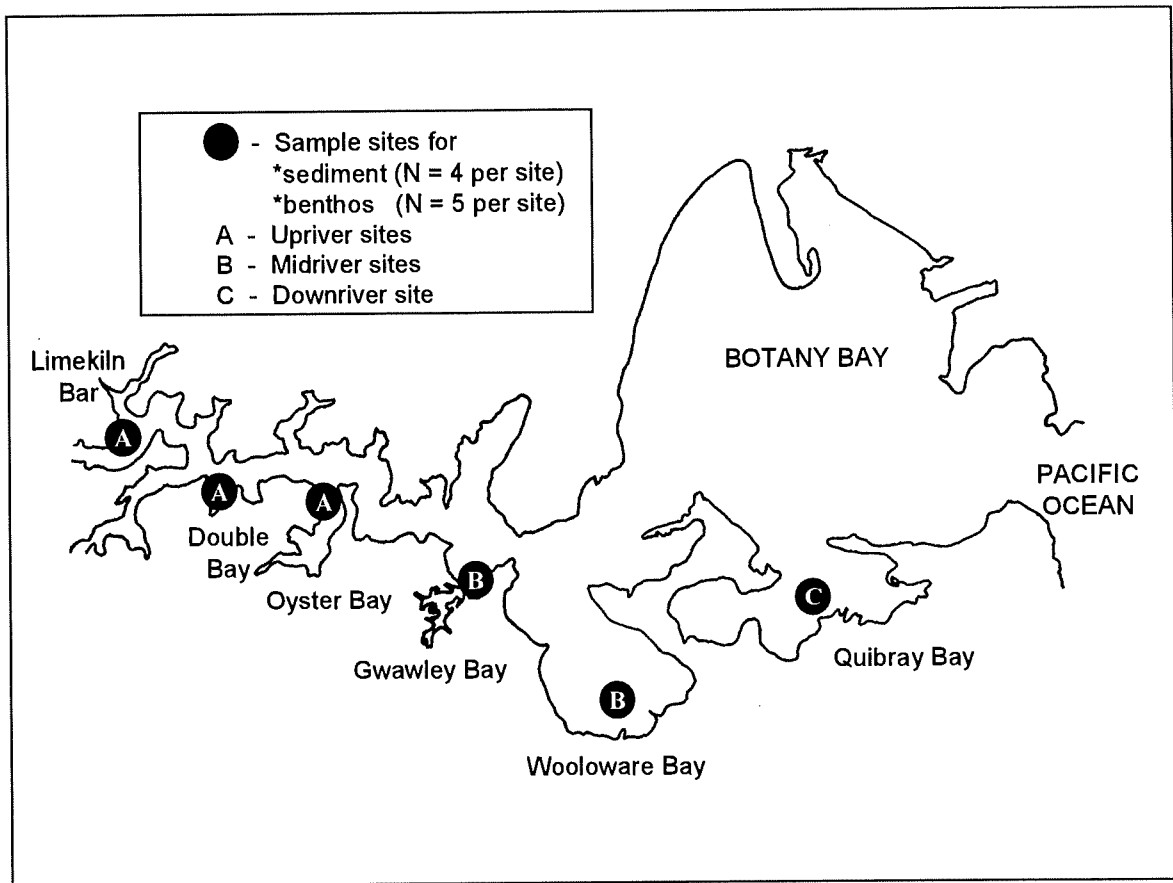 - Sample sites for
*sediment (N = 4 per site)
*benthos (N = 5 per site)
A - Upriver sites
B - Midriver sites
C - Downriver site
Limekiln
Bar
BOTANY BAY
A
PACIFIC
OCEAN
A
A
Double
Bay
B
Oyster Bay
C
Gwawley Bay
Quibray Bay
B
Wooloware Bay